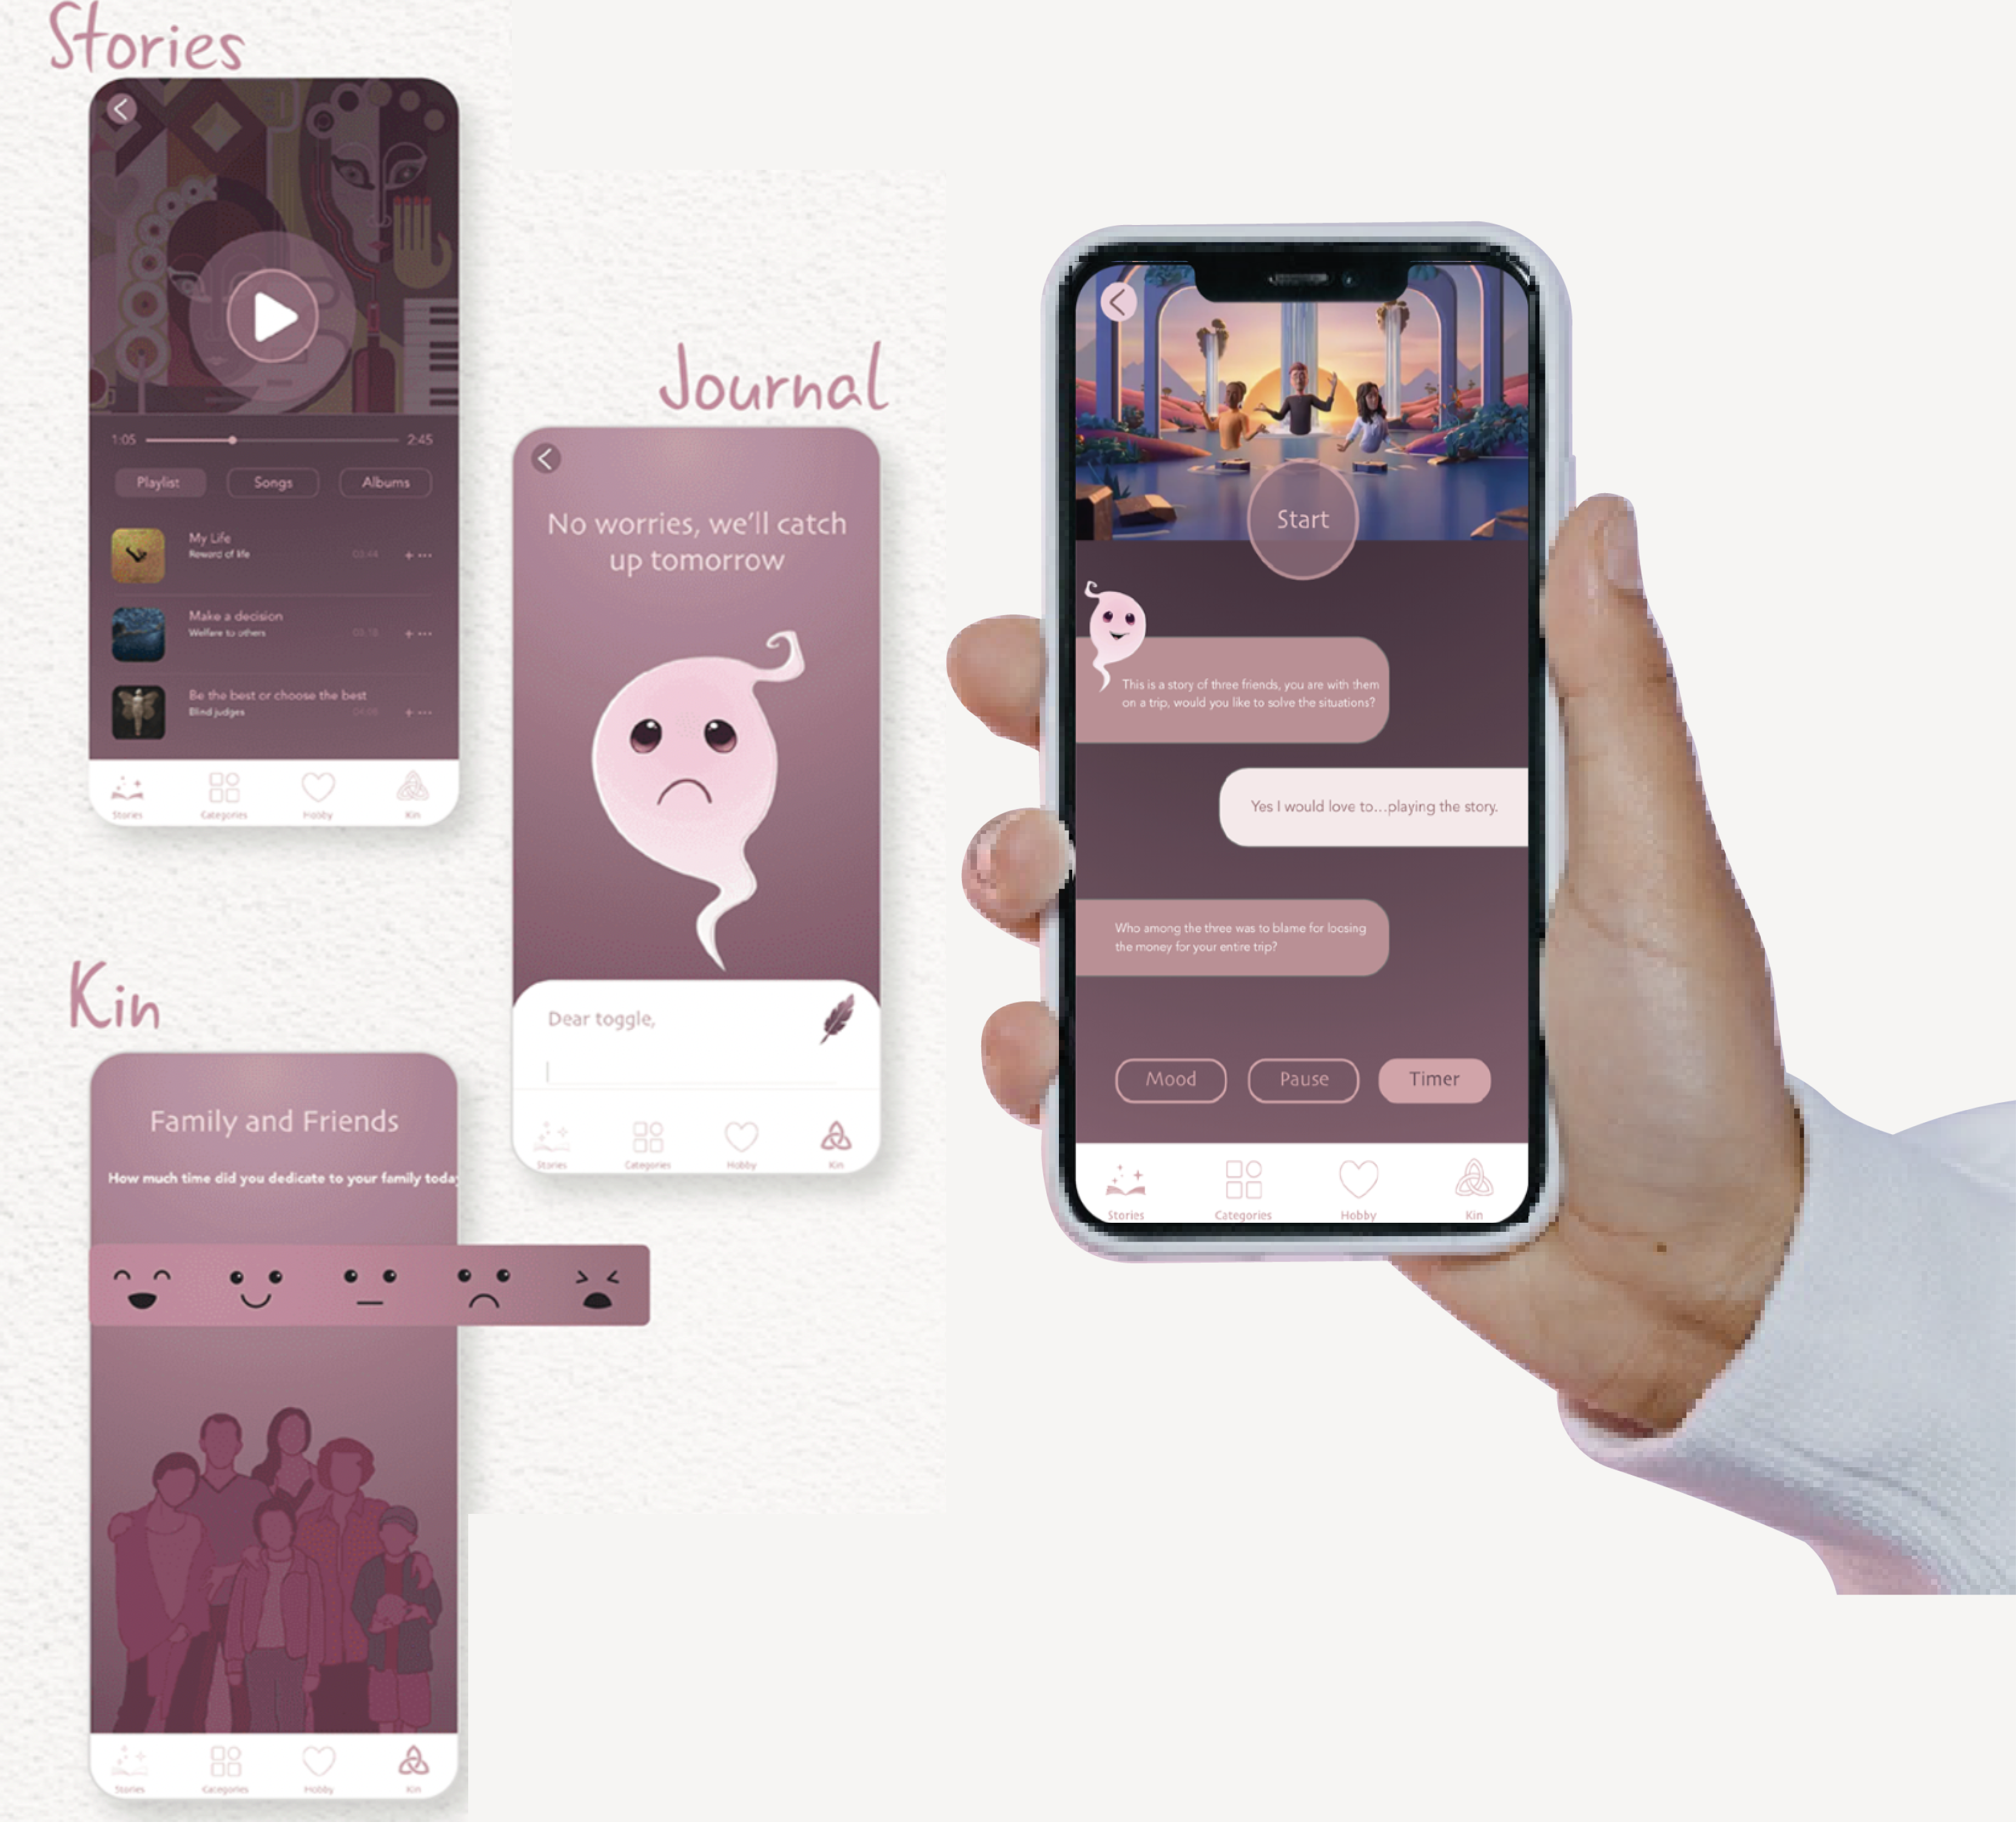 Stories
1:05
2:45
Playlist
Songs
Albums
My Life
Reward of life
03:44
Make a decision
Welfare to others
03:18
Be the best or choose the best
Blind judges
Stories
Categories
Hobby
Kin
Journal
No worries, we'll catch
up tomorrow
Dear toggle,
Stories
Categories
Hobby
Kin
Kin
Family and Friends
How much time did you dedicate to your family today
Stories
Categories
Hobby
Kin
Start
This is a story of three friends, you are with them
on a trip, would you like to solve the situations?
Yes I would love to...playing the story.
Who among the three was to blame for loosing
the money for your entire trip?
Mood
Pause
Timer
Stories
Categories
Hobby
Kin